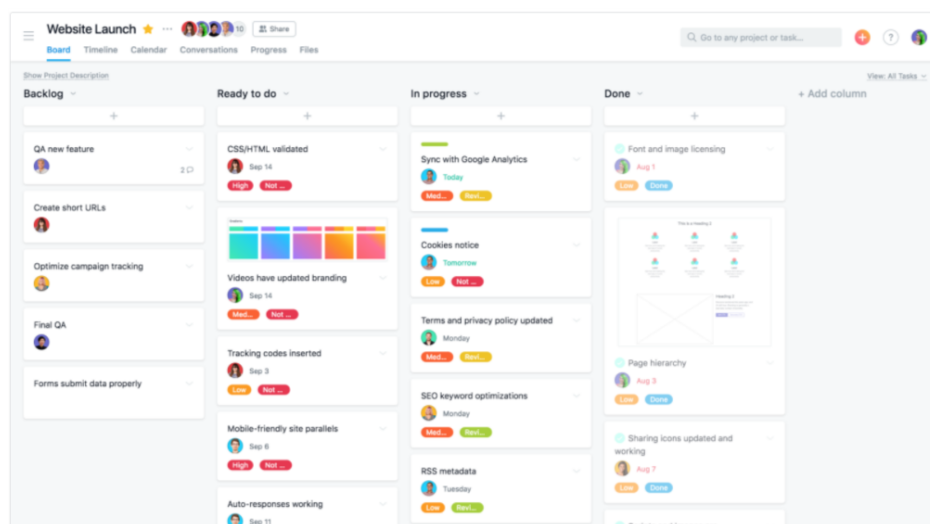 Website Launch
10
Share
Go to any project or task...
?
Board Timeline Calendar Conversations Progress Files
Show Project Description
View: All Tasks
Backlog
QA new feature
2
Create short URLs
Optimize campaign tracking
Final QA
Forms submit data properly
Ready to do
CSS/HTML validated
Sep 14
High Not ...
Videos have updated branding
Sep 14
Med... Not ...
Tracking codes inserted
Sep 3
Low Not ...
Mobile-friendly site parallels
Sep 6
High Not ...
Auto-responses working
Sep 11
In progress
Sync with Google Analytics
Today
Med... Revi...
Cookies notice
Tomorrow
Low Not ...
Terms and privacy policy updated
Monday
Med... Revi...
SEO keyword optimizations
Monday
Med... Revi...
RSS metadata
Tuesday
Low Revi...
Done
Font and image licensing
Aug 1
Low Done
This is a heading 2
Heading 2
Page hierarchy
Aug 3
Low Done
Sharing icons updated and
working
Aug 7
Low Done
+ Add column